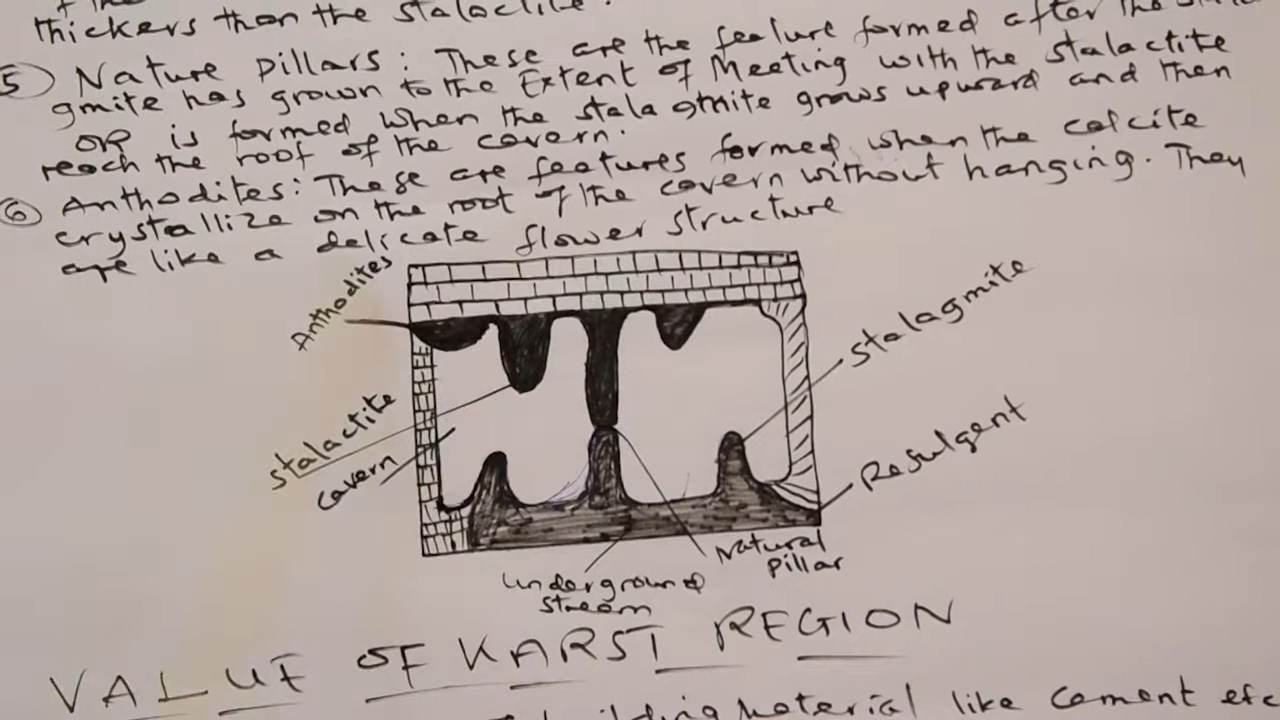 thickers than the stalactite.
5) Nature pillars: These are the feature formed after the stala
gmite has grown to the Extent of Meeting with the stalactite
OR is formed when the stalagmite grows upward and then
reach the roof of the cavern.
6) Anthodites: These are features formed when the calcite
crystallize on the root of the cavern without hanging. They
are like a delicate flower structure
Anthodites
stalagmite
stalactite
cavern
Resulgent
Natural
pillar
Underground
stream
VALUE OF KARST REGION
material like cement etc